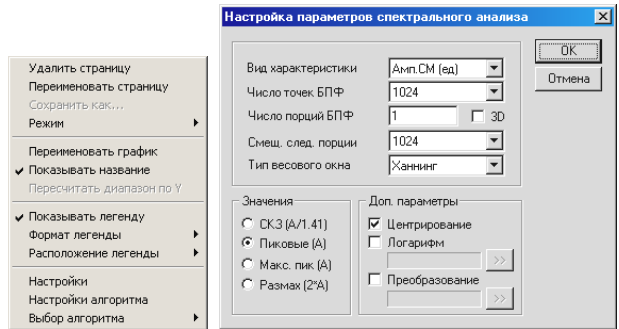 Удалить страницу
Переименовать страницу
Сохранить как...
Режим
Переименовать график
Показывать название
Пересчитать диапазон по Y
Показывать легенду
Формат легенды
Расположение легенды
Настройки
Настройки алгоритма
Выбор алгоритма
Настройка параметров спектрального анализа
Вид характеристики Амп.СМ (ед)
Число точек БПФ 1024
Число порций БПФ 1 3D
Смещ. след. порции 1024
Тип весового окна Ханнинг
OK
Отмена
Значения
СКЗ (А/1.41)
Пиковые (А)
Макс. пик (А)
Размах (2*А)
Доп. параметры
Центрирование
Логарифм
>>
Преобразование
>>